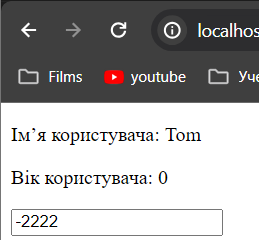 localhos
Films
youtube
Уче
Ім’я користувача: Tom
Вік користувача: 0
-2222